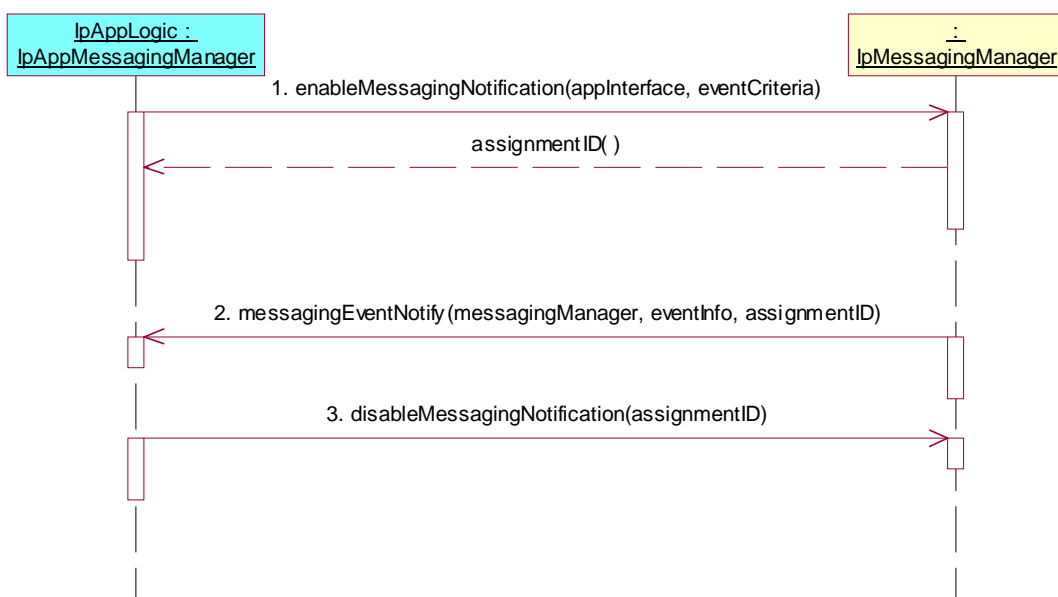 IpAppLogic :
IpAppMessagingManager
:
IpMessagingManager
1. enableMessagingNotification(appInterface, eventCriteria)
assignmentID( )
2. messagingEventNotify(messagingManager, eventInfo, assignmentID)
3. disableMessagingNotification(assignmentID)